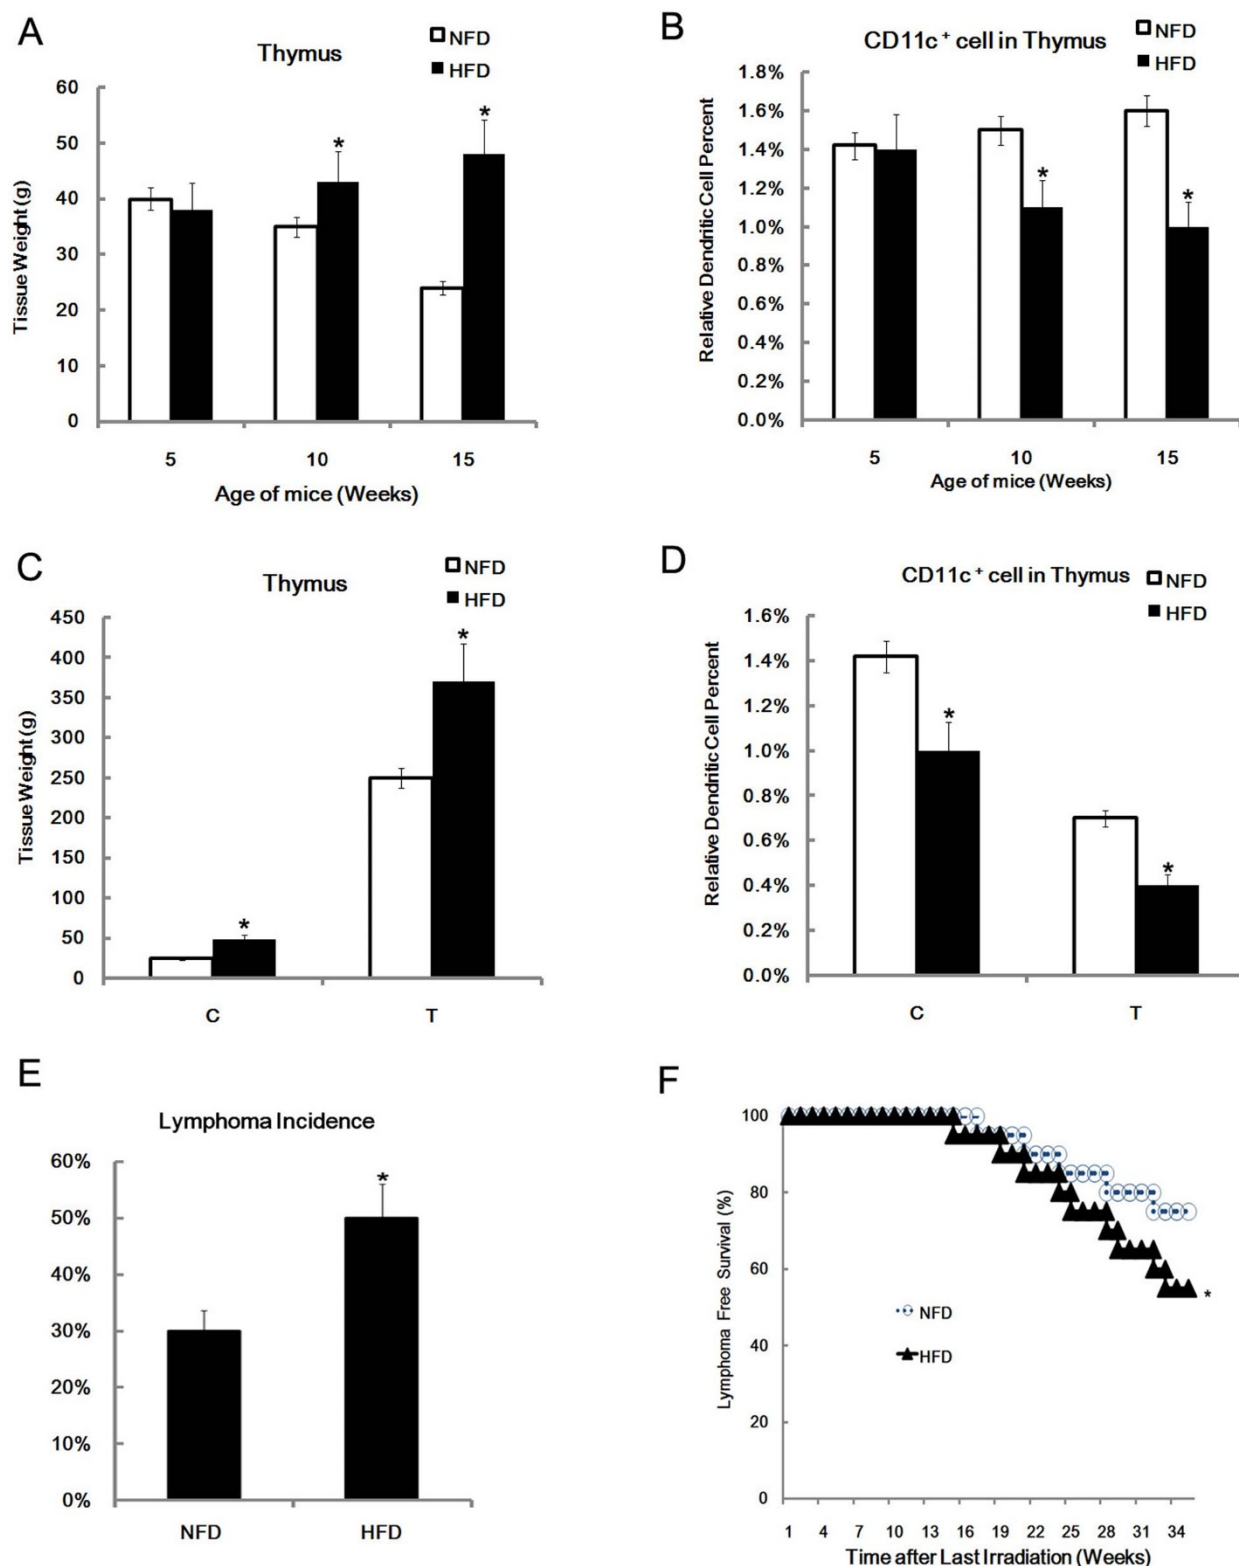 A
Thymus
NFD
HFD
Tissue Weight (g)
60
50
40
30
20
10
0
*
*
5 10 15
Age of mice (Weeks)
B
CD11c + cell in Thymus
NFD
HFD
Relative Dendritic Cell Percent
1.8%
1.6%
1.4%
1.2%
1.0%
0.8%
0.6%
0.4%
0.2%
0.0%
*
*
5 10 15
Age of mice (Weeks)
C
Thymus
NFD
HFD
Tissue Weight (g)
450
400
350
300
250
200
150
100
50
0
*
*
C T
D
CD11c + cell in Thymus
NFD
HFD
Relative Dendritic Cell Percent
1.6%
1.4%
1.2%
1.0%
0.8%
0.6%
0.4%
0.2%
0.0%
*
*
C T
E
Lymphoma Incidence
60%
50%
40%
30%
20%
10%
0%
*
NFD HFD
F
Lymphoma Free Survival (%)
100
80
60
40
20
0
NFD
HFD
*
1 4 7 10 13 16 19 22 25 28 31 34
Time after Last Irradiation (Weeks)